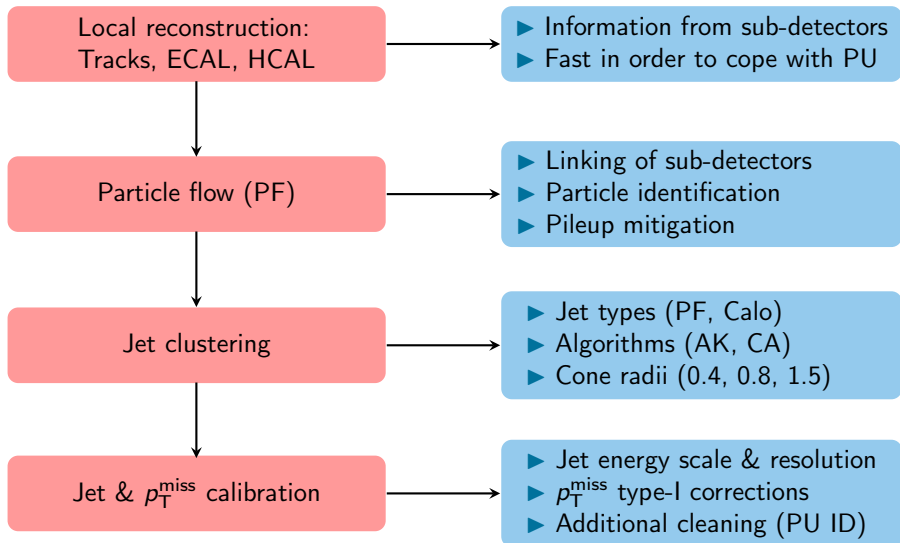 Local reconstruction:
Tracks, ECAL, HCAL
▶ Information from sub-detectors
▶ Fast in order to cope with PU
Particle flow (PF)
▶ Linking of sub-detectors
▶ Particle identification
▶ Pileup mitigation
Jet clustering
▶ Jet types (PF, Calo)
▶ Algorithms (AK, CA)
▶ Cone radii (0.4, 0.8, 1.5)
Jet & p_T^miss calibration
▶ Jet energy scale & resolution
▶ p_T^miss type-I corrections
▶ Additional cleaning (PU ID)